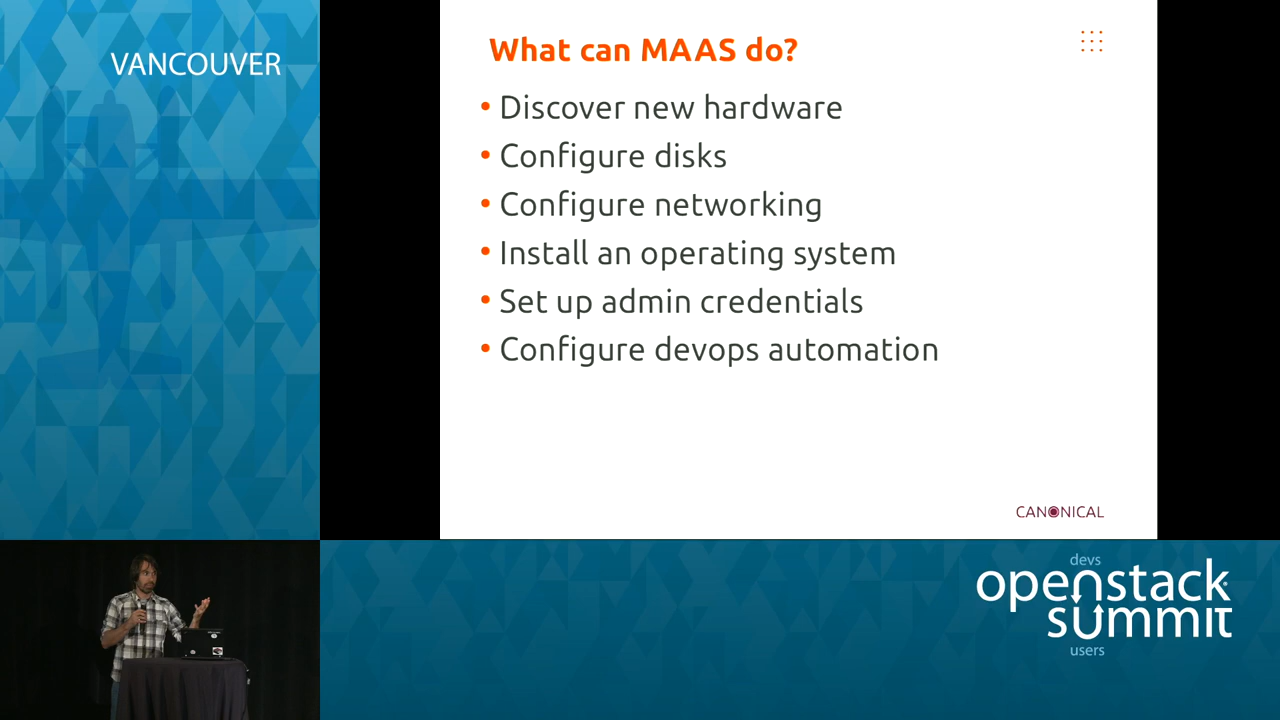 VANCOUVER
What can MAAS do?
• Discover new hardware
• Configure disks
• Configure networking
• Install an operating system
• Set up admin credentials
• Configure devops automation
CANONICAL
devs
openstack
summit
users